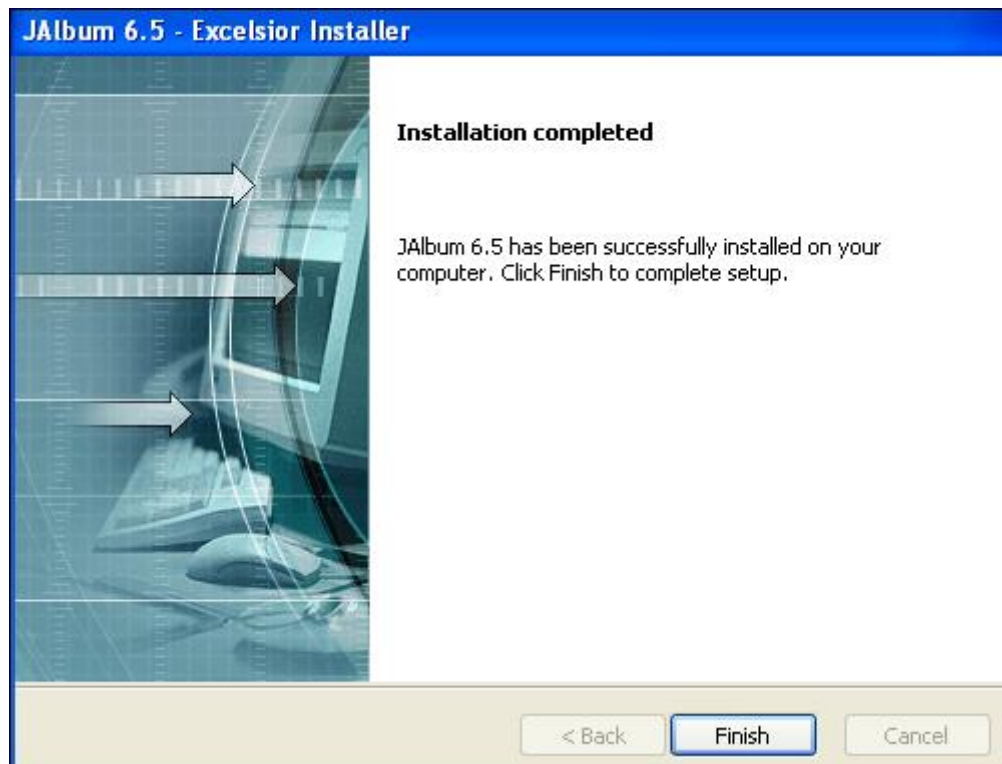 JAlbum 6.5 - Excelsior Installer
Installation completed
JAlbum 6.5 has been successfully installed on your
computer. Click Finish to complete setup.
< Back
Finish
Cancel